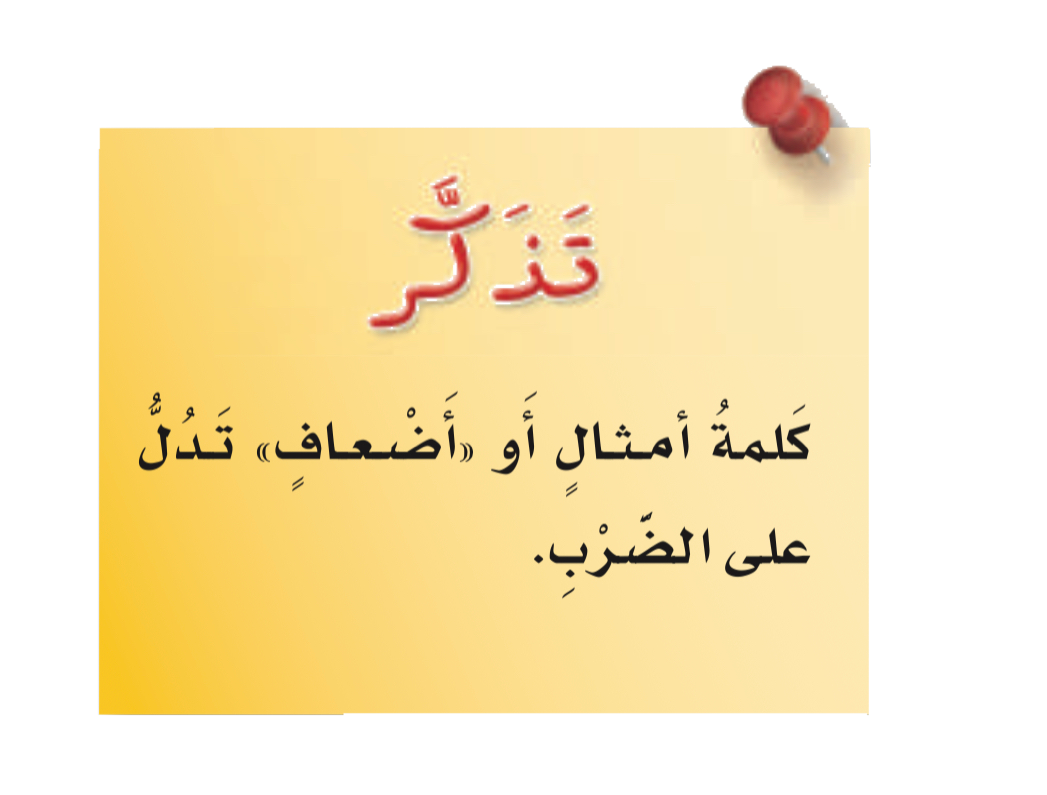 تَذَكَّر
كَلمةُ أمثالٍ أَو «أَضْعافٍ» تَدُلُّ
على الضَّرْبِ.